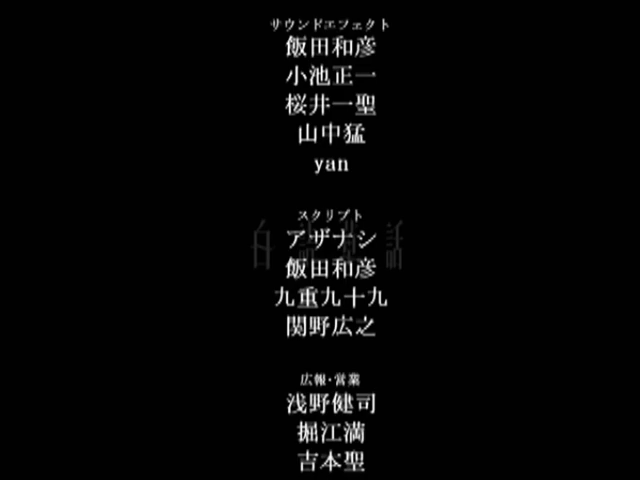 サウンドエフェクト
飯田和彦
小池正一
桜井一聖
山中猛
yan
スクリプト
アザナシ
飯田和彦
九重九十九
関野広之
広報・営業
浅野健司
掘江満
吉本聖